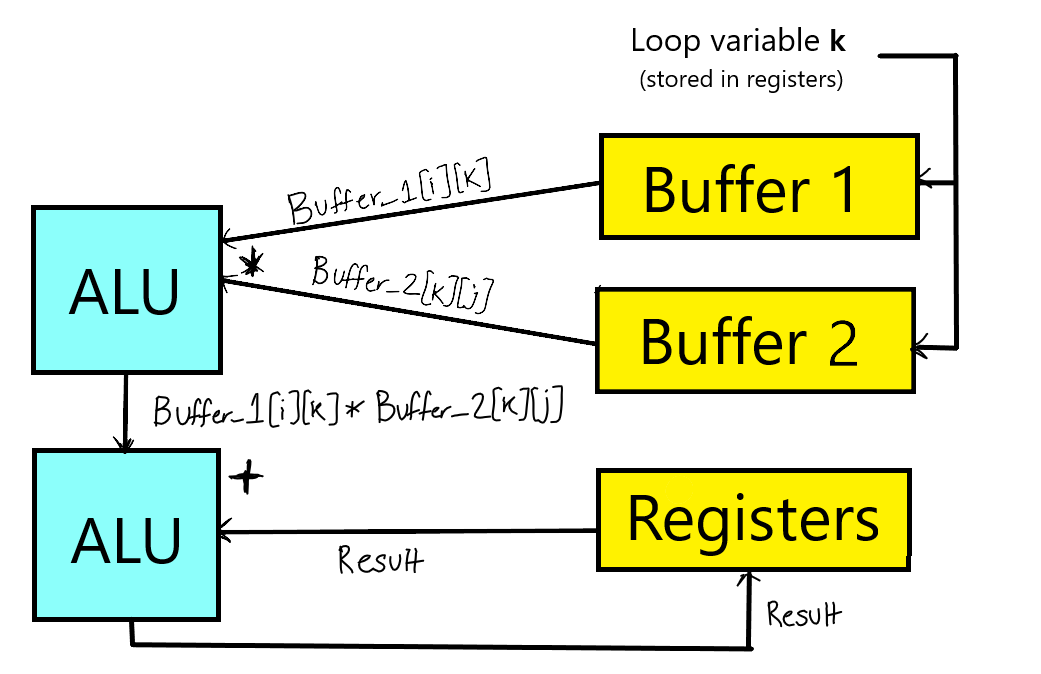 Loop variable k
(stored in registers)
Buffer 1
Buffer_1[i][k]
ALU
*
Buffer_2[k][j]
Buffer 2
Buffer_1[i][k] * Buffer_2[k][j]
ALU
+
Registers
Result
Result